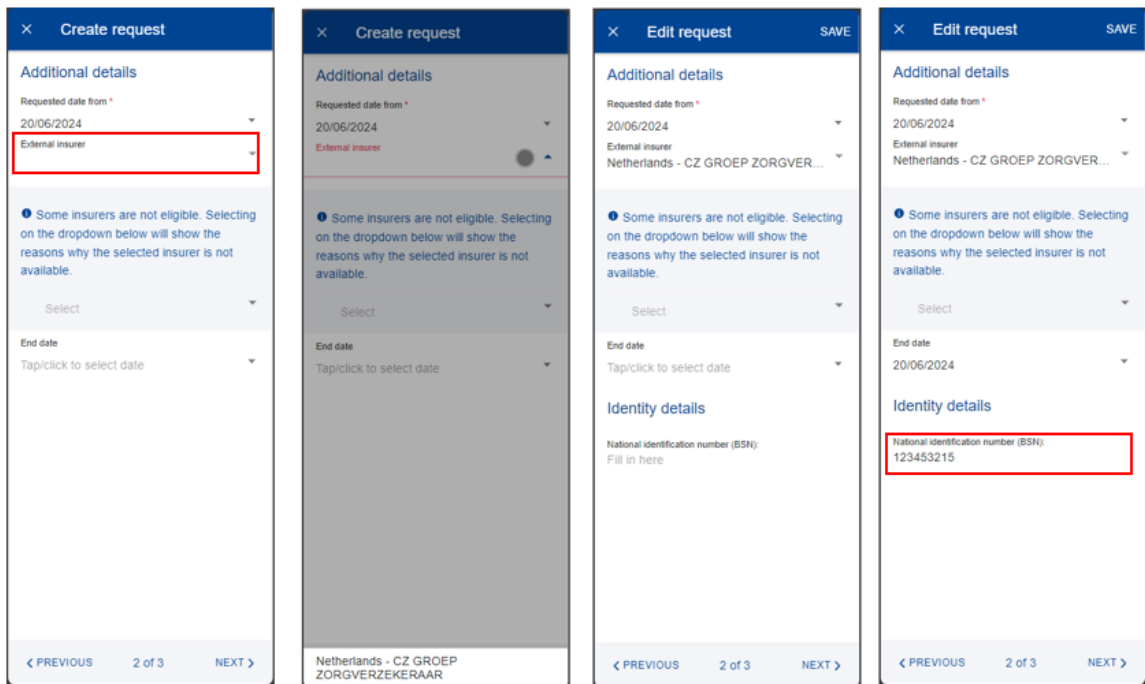 × Create request
Additional details
Requested date from *
20/06/2024
External insurer
Some insurers are not eligible. Selecting
on the dropdown below will show the
reasons why the selected insurer is not
available.
Select
End date
Tap/click to select date
PREVIOUS 2 of 3 NEXT
× Create request
Additional details
Requested date from *
20/06/2024
External insurer
Some insurers are not eligible. Selecting
on the dropdown below will show the
reasons why the selected insurer is not
available.
Select
End date
Tap/click to select date
Netherlands - CZ GROEP
ZORGVERZEKERAAR
× Edit request SAVE
Additional details
Requested date from *
20/06/2024
External insurer
Netherlands - CZ GROEP ZORGVER...
Some insurers are not eligible. Selecting
on the dropdown below will show the
reasons why the selected insurer is not
available.
Select
End date
Tap/click to select date
Identity details
National identification number (BSN):
Fill in here
PREVIOUS 2 of 3 NEXT
× Edit request SAVE
Additional details
Requested date from *
20/06/2024
External insurer
Netherlands - CZ GROEP ZORGVER...
Some insurers are not eligible. Selecting
on the dropdown below will show the
reasons why the selected insurer is not
available.
Select
End date
20/06/2024
Identity details
National identification number (BSN):
123453215
PREVIOUS 2 of 3 NEXT